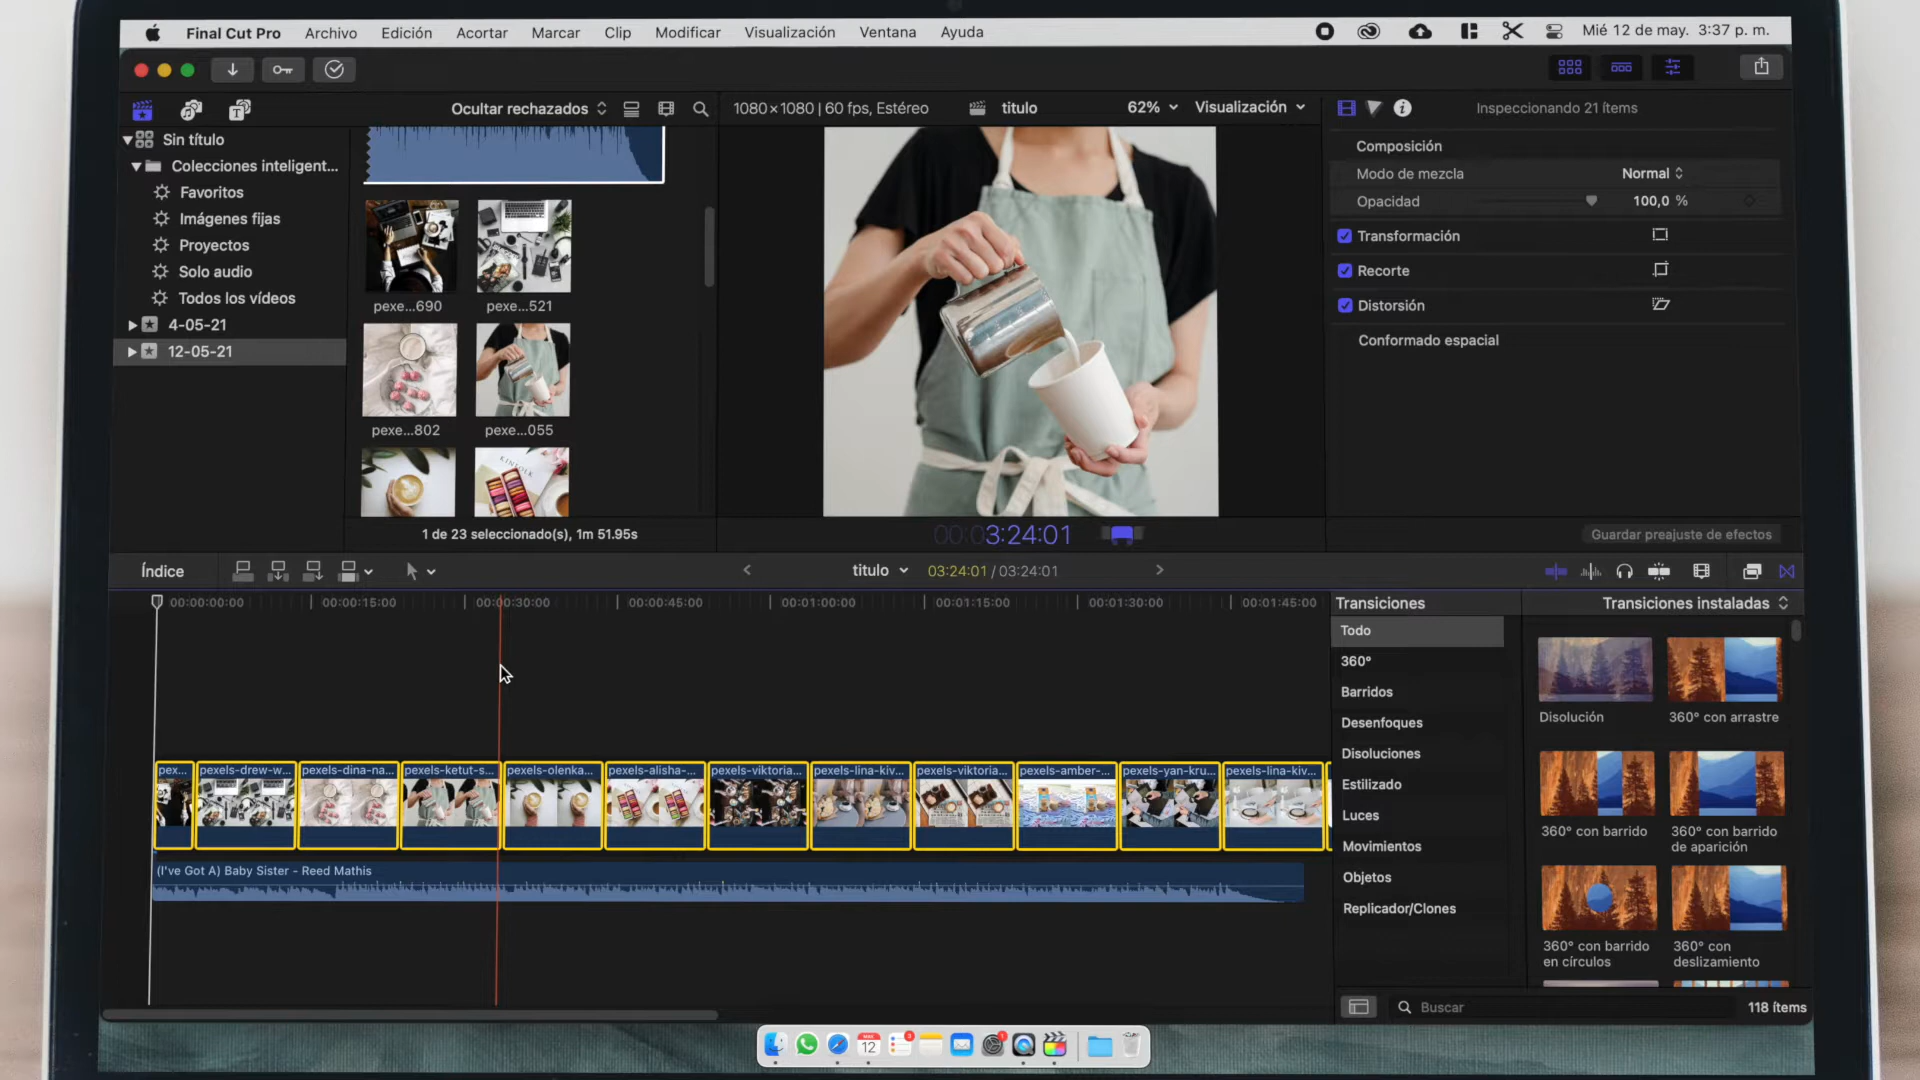 Final Cut Pro Archivo Edición Acortar Marcar Clip Modificar Visualización Ventana Ayuda Mié 12 de may. 3:37 p. m.
Ocultar rechazados
1080×1080 | 60 fps, Estéreo
titulo
62%
Visualización
Inspeccionando 21 ítems
Sin título
Colecciones inteligent...
Favoritos
Imágenes fijas
Proyectos
Solo audio
Todos los vídeos
4-05-21
12-05-21
pexe...690
pexe...521
pexe...802
pexe...055
KINFOLK
1 de 23 seleccionado(s), 1m 51.95s
00:03:24:01
Composición
Modo de mezcla Normal
Opacidad 100,0 %
Transformación
Recorte
Distorsión
Conformado espacial
Guardar preajuste de efectos
Índice
titulo
03:24:01 / 03:24:01
00:00:00:00 00:00:15:00 00:00:30:00 00:00:45:00 00:01:00:00 00:01:15:00 00:01:30:00 00:01:45:00
pex... pexels-drew-w... pexels-dina-na... pexels-ketut-s... pexels-olenka... pexels-alisha-... pexels-viktoria... pexels-lina-kiv... pexels-viktoria... pexels-amber-... pexels-yan-kru... pexels-lina-kiv...
(I've Got A) Baby Sister - Reed Mathis
Transiciones
Transiciones instaladas
Todo
360°
Barridos
Desenfoques
Disoluciones
Estilizado
Luces
Movimientos
Objetos
Replicador/Clones
Disolución
360° con arrastre
360° con barrido
360° con barrido
de aparición
360° con barrido
en círculos
360° con
deslizamiento
Buscar
118 ítems
12